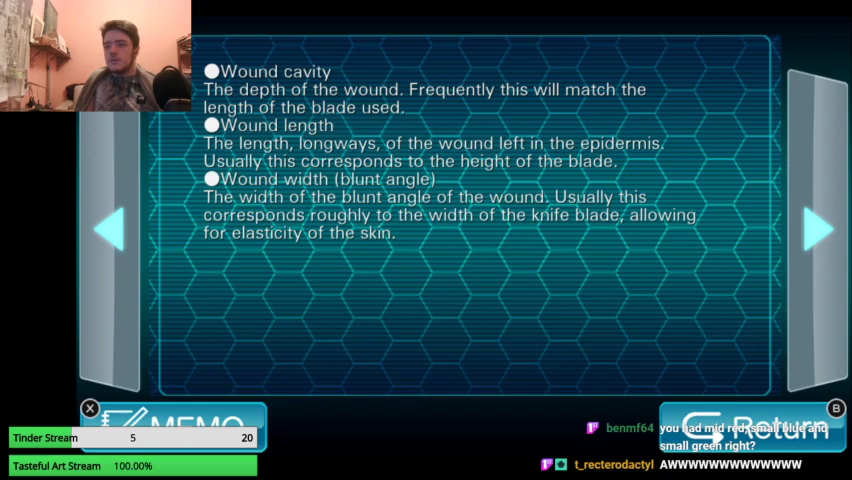 ●Wound cavity
The depth of the wound. Frequently this will match the
length of the blade used.
●Wound length
The length, longways, of the wound left in the epidermis.
Usually this corresponds to the height of the blade.
●Wound width (blunt angle)
The width of the blunt angle of the wound. Usually this
corresponds roughly to the width of the knife blade, allowing
for elasticity of the skin.
X
MEMO
B
Return
Tinder Stream 5 20
Tasteful Art Stream 100.00%
benmf64 you had mid red, small blue and
small green right?
t_recterodactyl AWWWWWWWWWWWWW